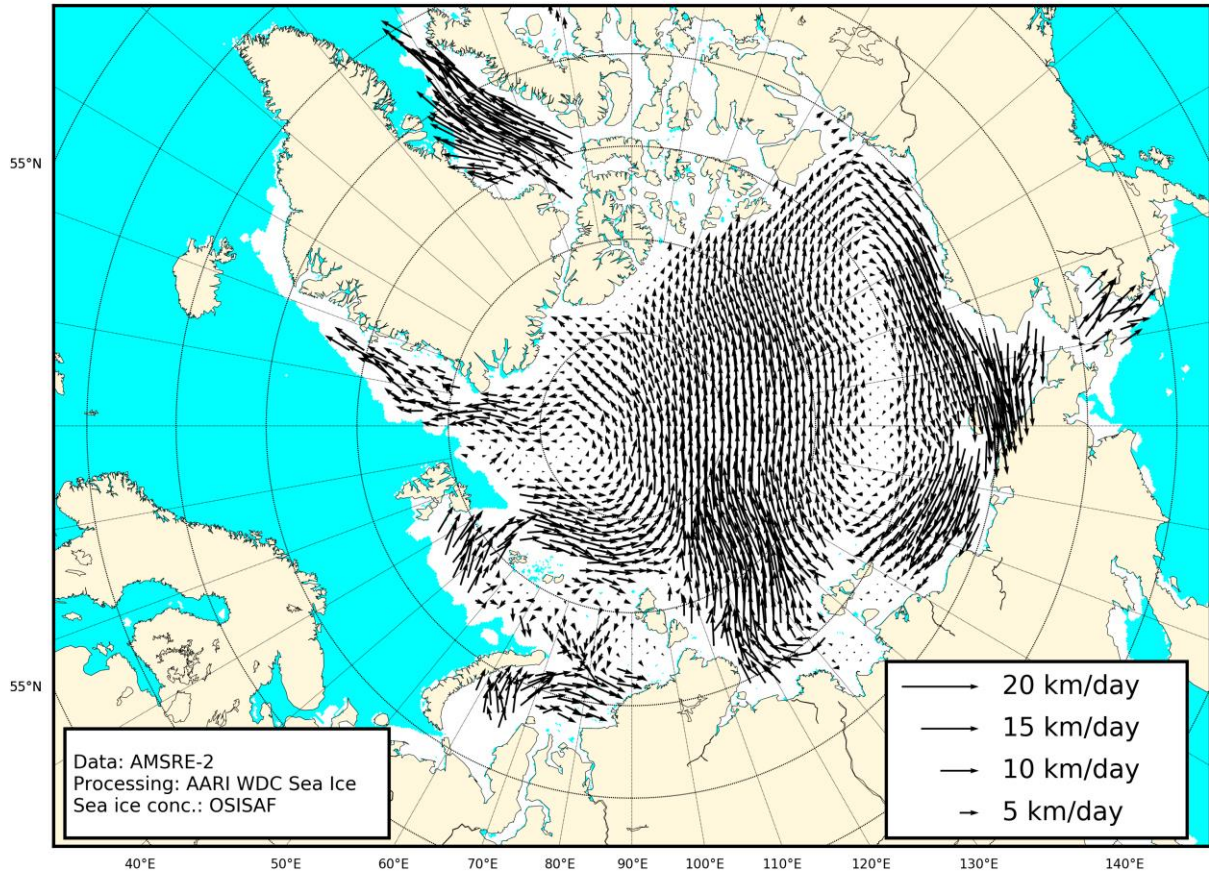 55°N
55°N
Data: AMSRE-2
Processing: AARI WDC Sea Ice
Sea ice conc.: OSISAF
20 km/day
15 km/day
10 km/day
5 km/day
40°E 50°E 60°E 70°E 80°E 90°E 100°E 110°E 120°E 130°E 140°E